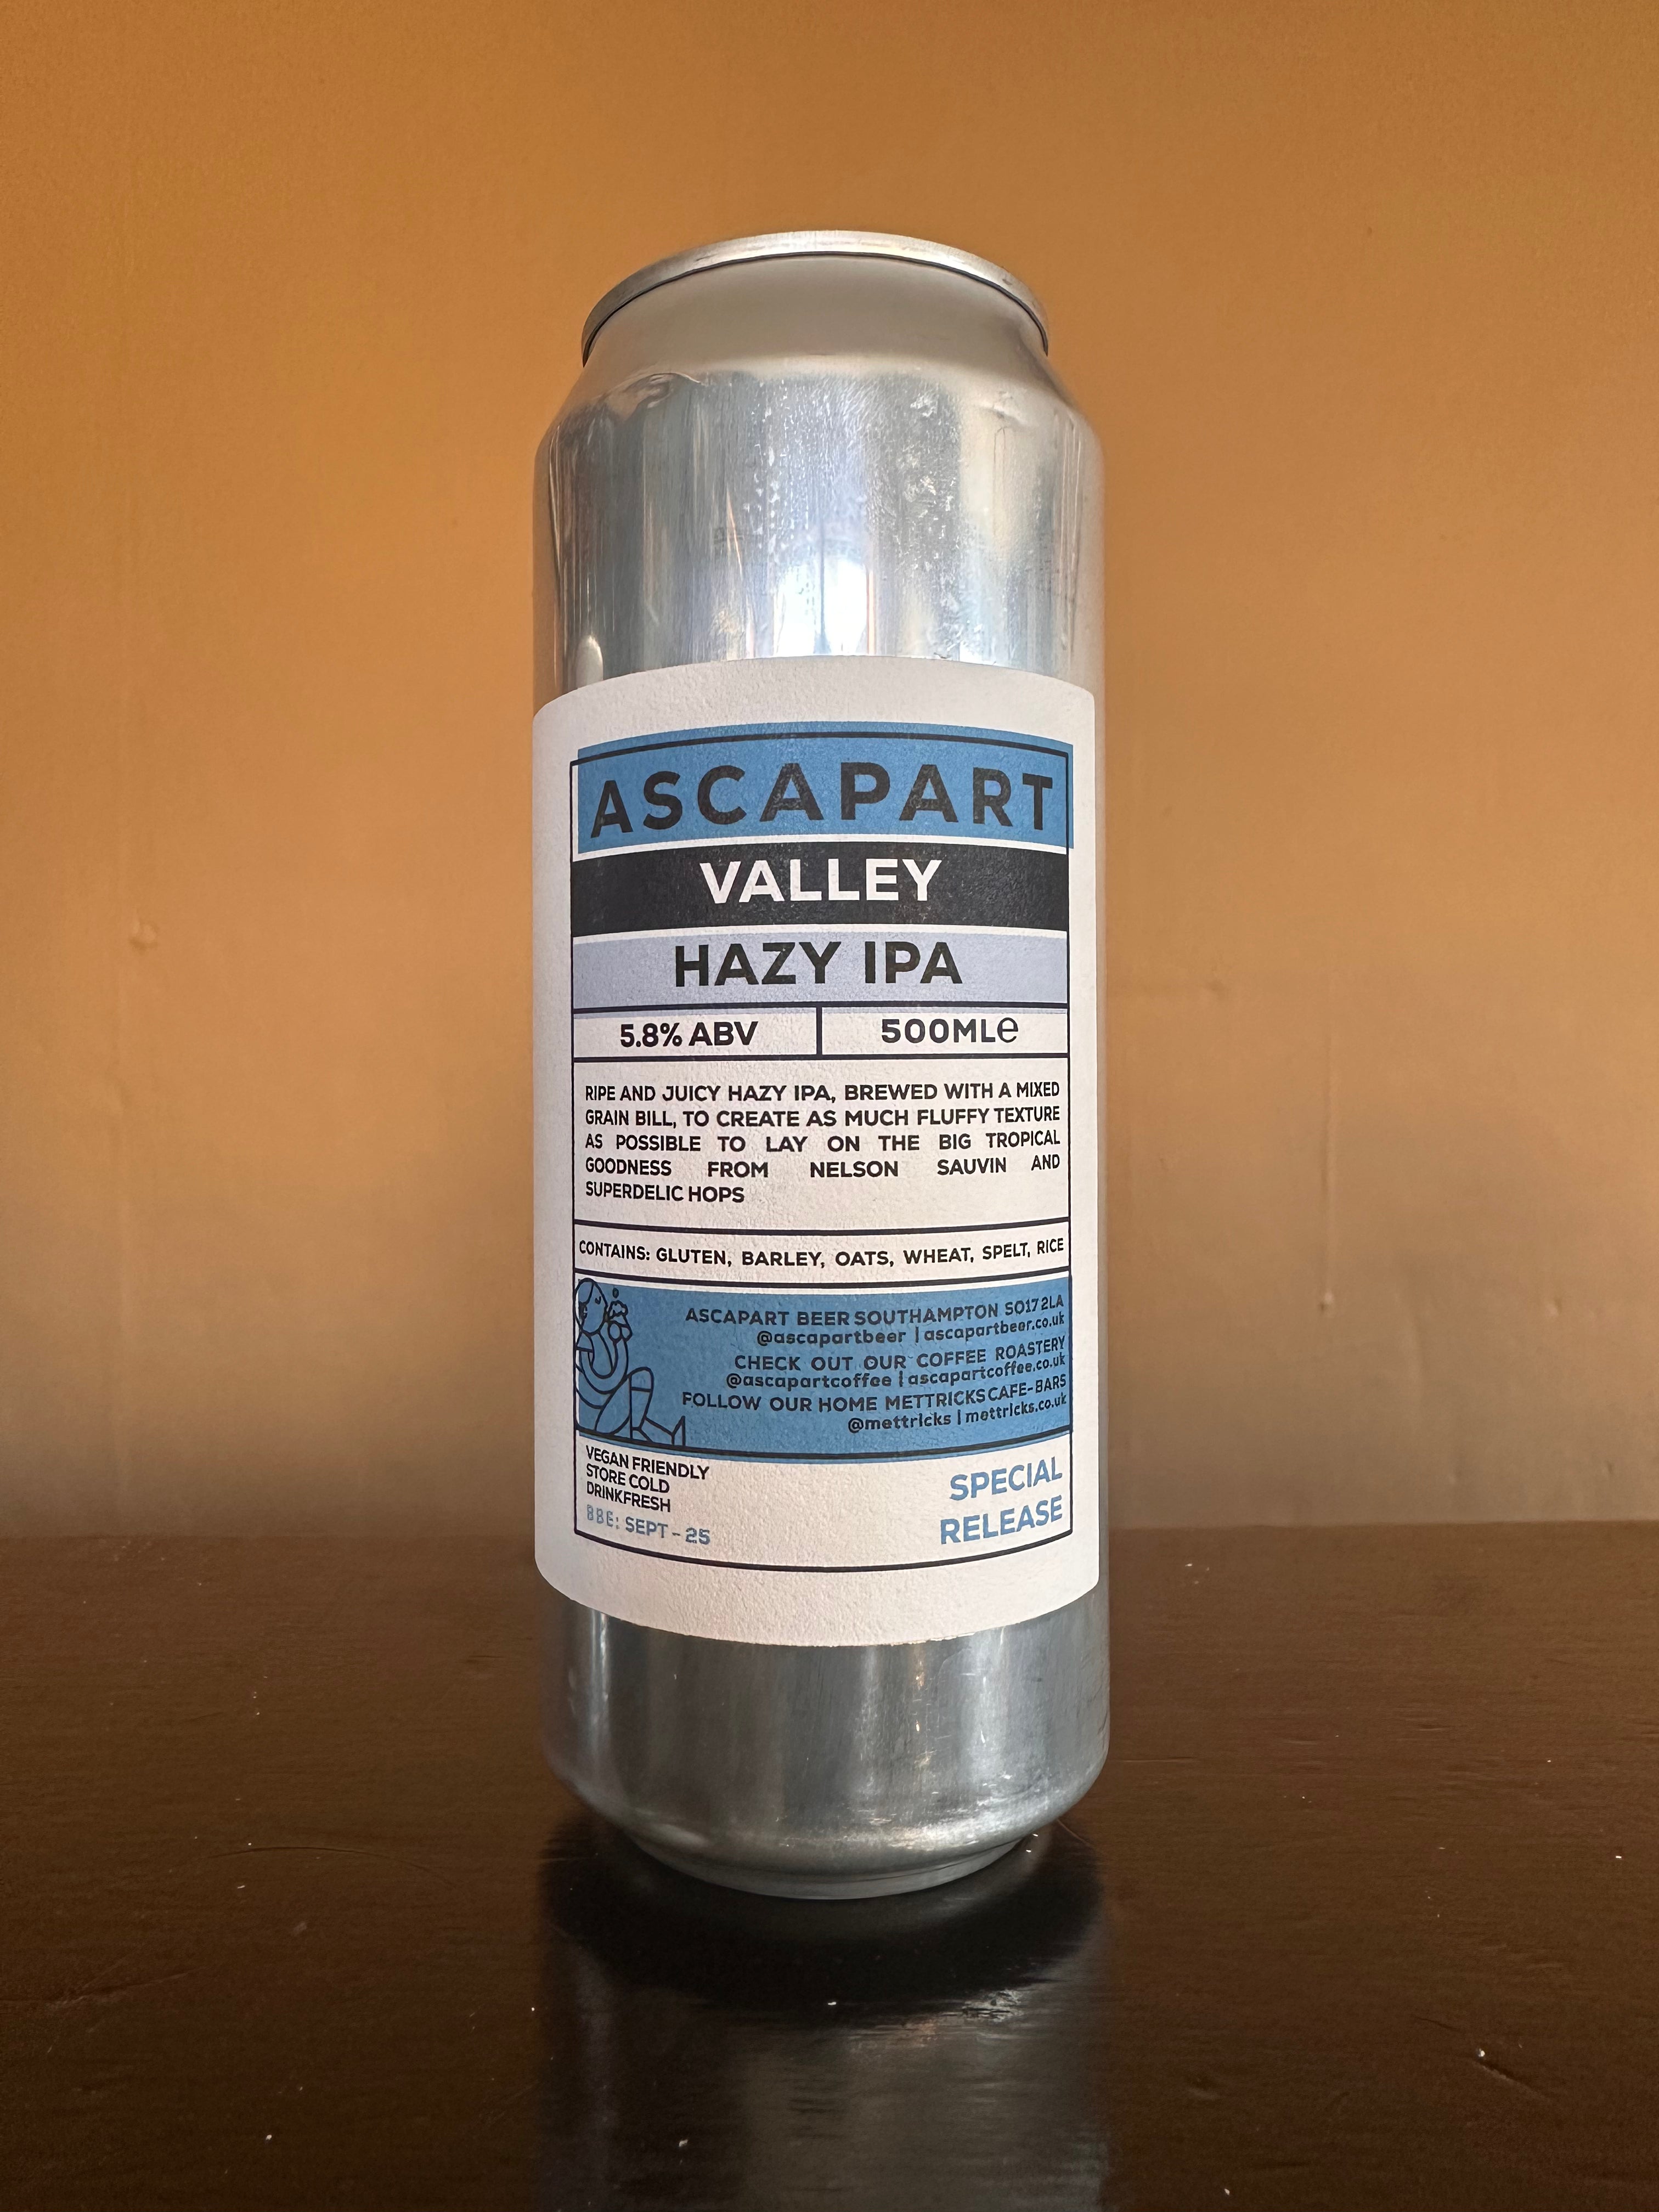 ASCAPART
VALLEY
HAZY IPA
5.8% ABV
500MLe
RIPE AND JUICY HAZY IPA, BREWED WITH A MIXED
GRAIN BILL, TO CREATE AS MUCH FLUFFY TEXTURE
AS POSSIBLE TO LAY ON THE BIG TROPICAL
GOODNESS FROM NELSON SAUVIN AND
SUPERDELIC HOPS
CONTAINS: GLUTEN, BARLEY, OATS, WHEAT, SPELT, RICE
ASCAPART BEER SOUTHAMPTON SO17 2LA
@ascapartbeer | ascapartbeer.co.uk
CHECK OUT OUR COFFEE ROASTERY
@ascapartcoffee | ascapartcoffee.co.uk
FOLLOW OUR HOME METTRICKS CAFE-BARS
@mettricks | mettricks.co.uk
VEGAN FRIENDLY
STORE COLD
DRINKFRESH
BBE: SEPT - 25
SPECIAL
RELEASE